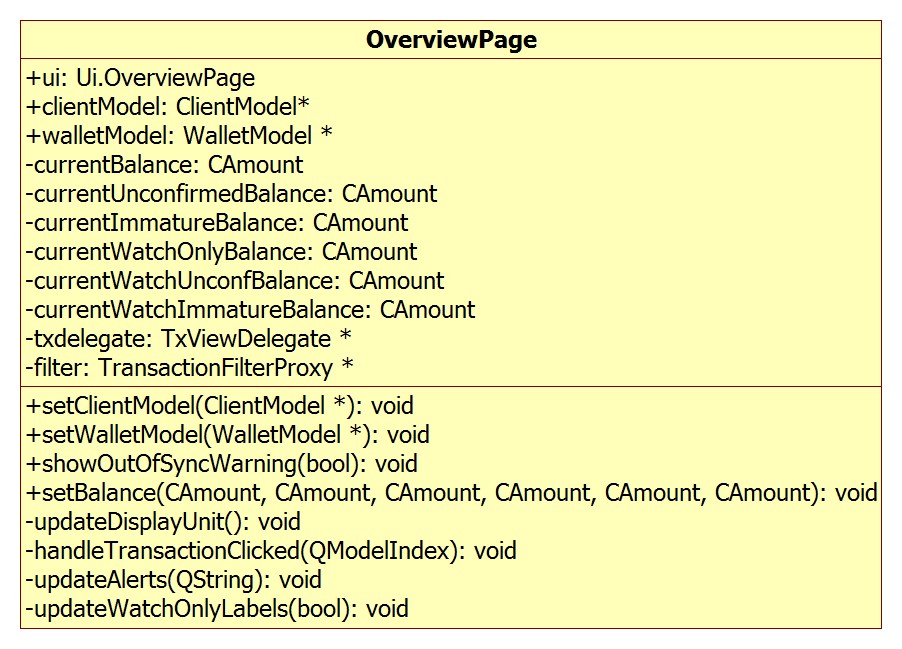 OverviewPage
+ui: Ui.OverviewPage
+clientModel: ClientModel*
+walletModel: WalletModel *
-currentBalance: CAmount
-currentUnconfirmedBalance: CAmount
-currentImmatureBalance: CAmount
-currentWatchOnlyBalance: CAmount
-currentWatchUnconfBalance: CAmount
-currentWatchImmatureBalance: CAmount
-txdelegate: TxViewDelegate *
-filter: TransactionFilterProxy *
+setClientModel(ClientModel *): void
+setWalletModel(WalletModel *): void
+showOutOfSyncWarning(bool): void
+setBalance(CAmount, CAmount, CAmount, CAmount, CAmount, CAmount): void
-updateDisplayUnit(): void
-handleTransactionClicked(QModelIndex): void
-updateAlerts(QString): void
-updateWatchOnlyLabels(bool): void